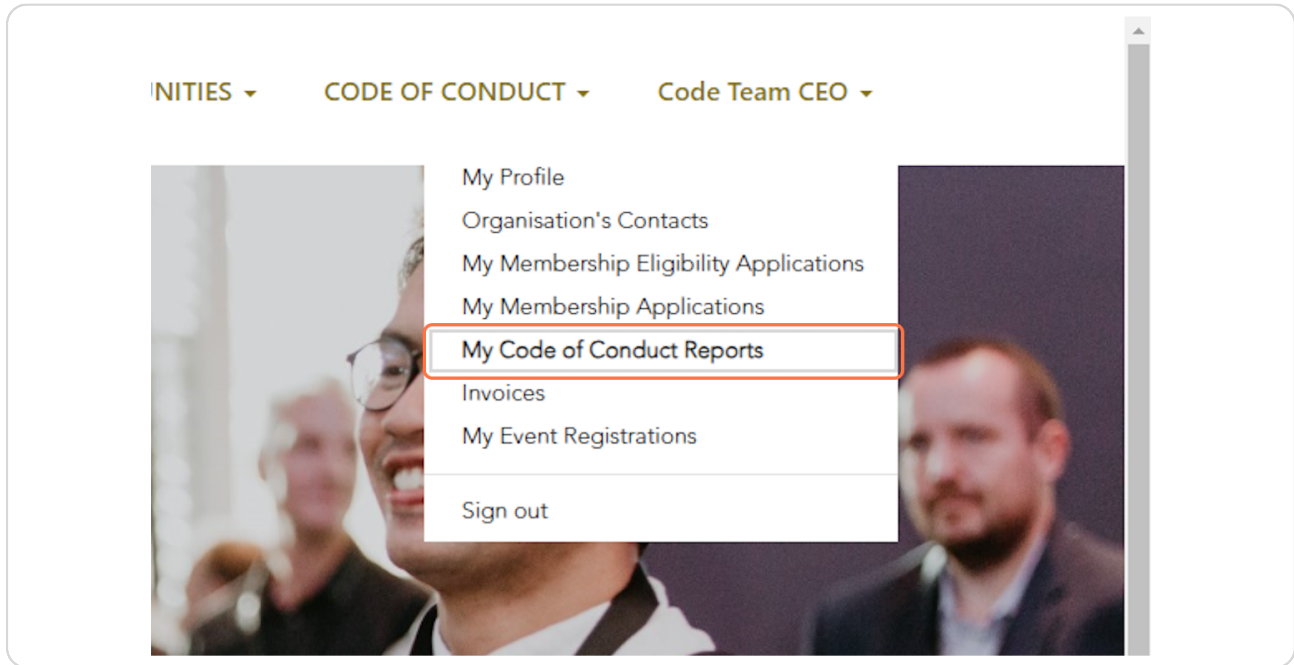 NITIES
CODE OF CONDUCT
Code Team CEO
My Profile
Organisation's Contacts
My Membership Eligibility Applications
My Membership Applications
My Code of Conduct Reports
Invoices
My Event Registrations
Sign out